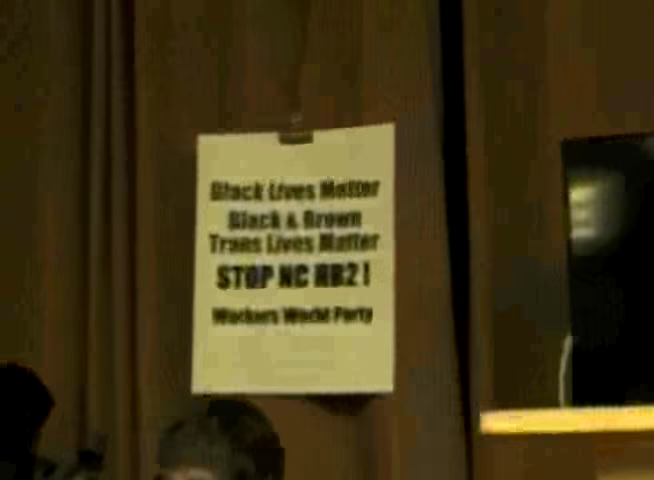 Black Lives Matter
Black & Brown
Trans Lives Matter
STOP NC HB2!
Workers World Party